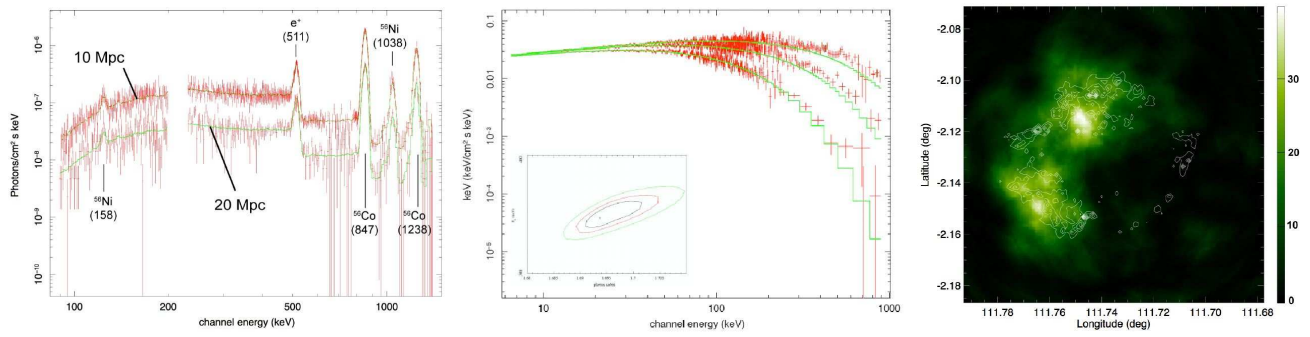 10⁻⁶
10⁻⁷
10⁻⁸
10⁻⁹
10⁻¹⁰
Photons/cm² s keV
10 Mpc
20 Mpc
e⁺
(511)
⁵⁶Ni
(1038)
⁵⁶Ni
(158)
⁵⁶Co
(847)
⁵⁶Co
(1238)
100 200 500 1000
channel energy (keV)
0.1
0.01
10⁻³
10⁻⁴
10⁻⁵
keV (keV/cm² s keV)
10 100 1000
channel energy (keV)
-2.08
-2.10
-2.12
-2.14
-2.16
-2.18
Latitude (deg)
111.78 111.76 111.74 111.72 111.70 111.68
Longitude (deg)
30
20
10
0